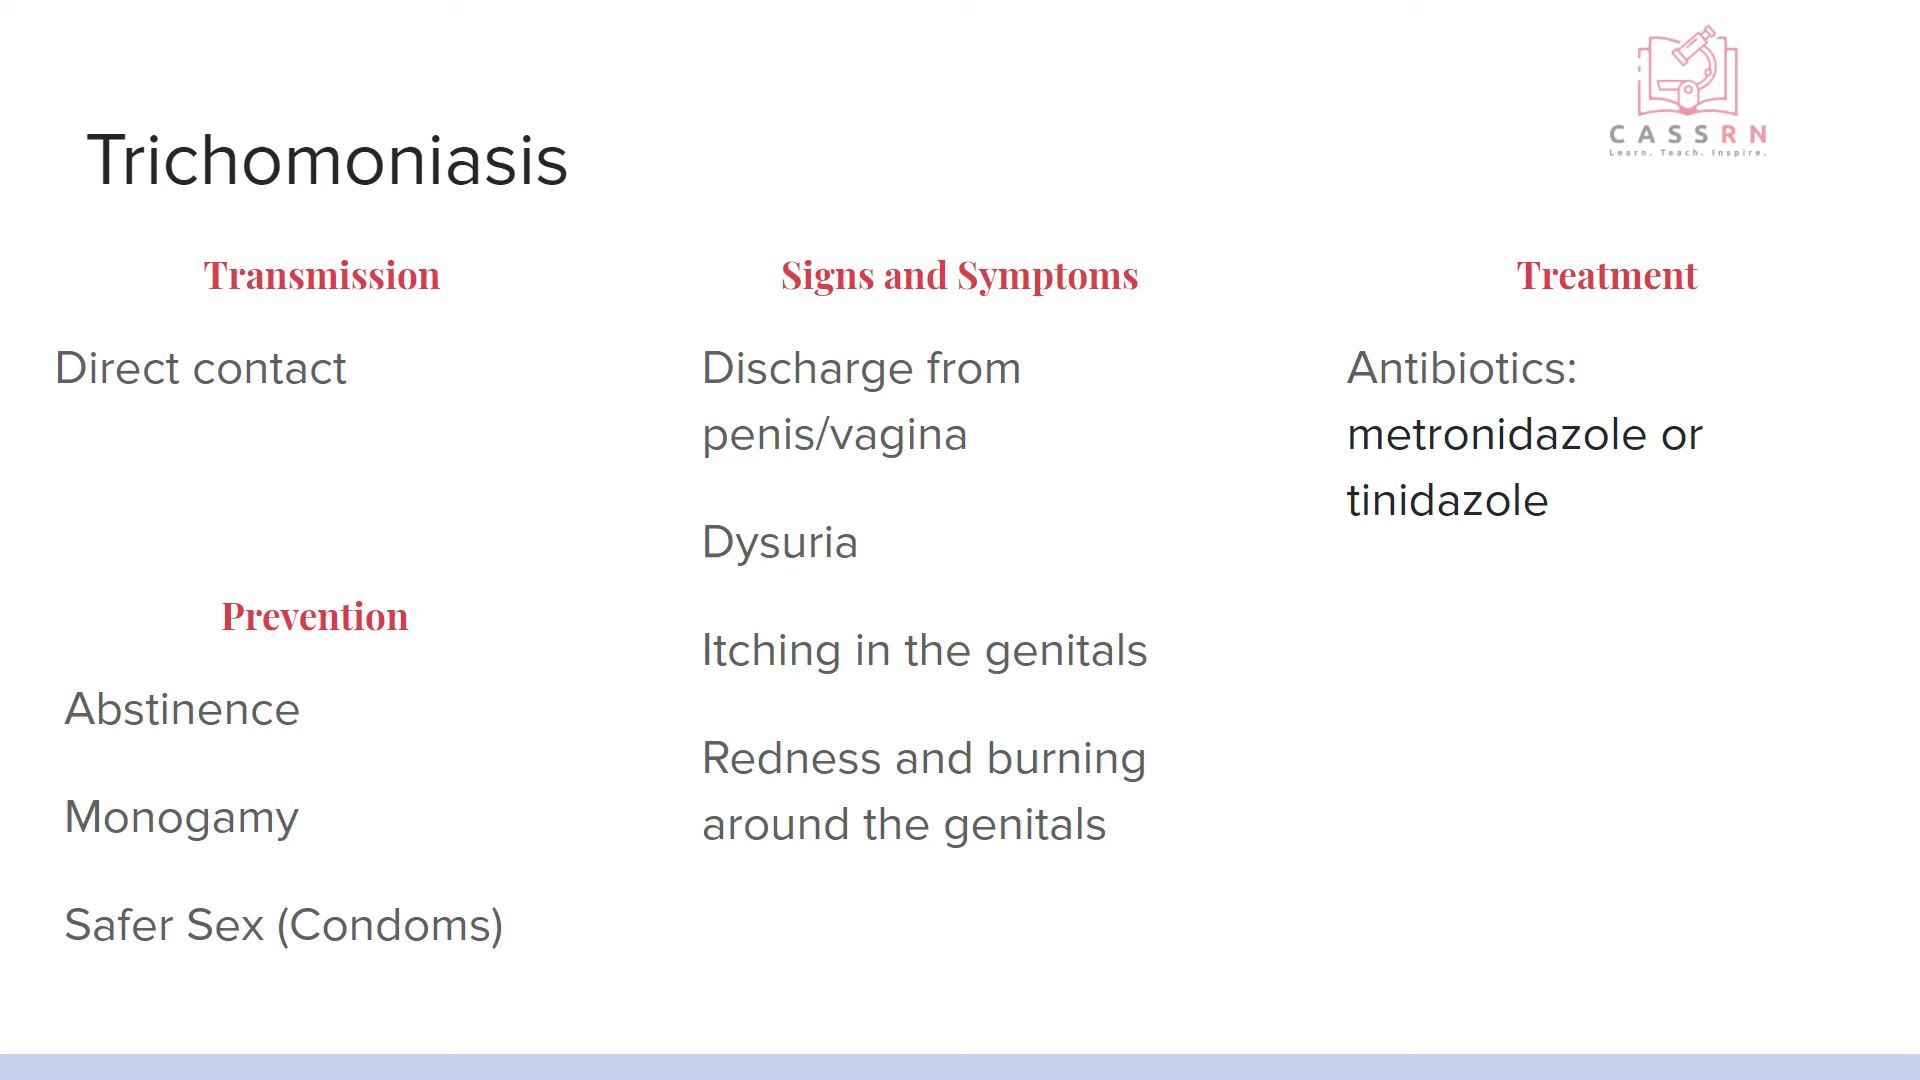 CASSRN
Learn. Teach. Inspire.
Trichomoniasis
Transmission
Direct contact
Prevention
Abstinence
Monogamy
Safer Sex (Condoms)
Signs and Symptoms
Discharge from
penis/vagina
Dysuria
Itching in the genitals
Redness and burning
around the genitals
Treatment
Antibiotics:
metronidazole or
tinidazole